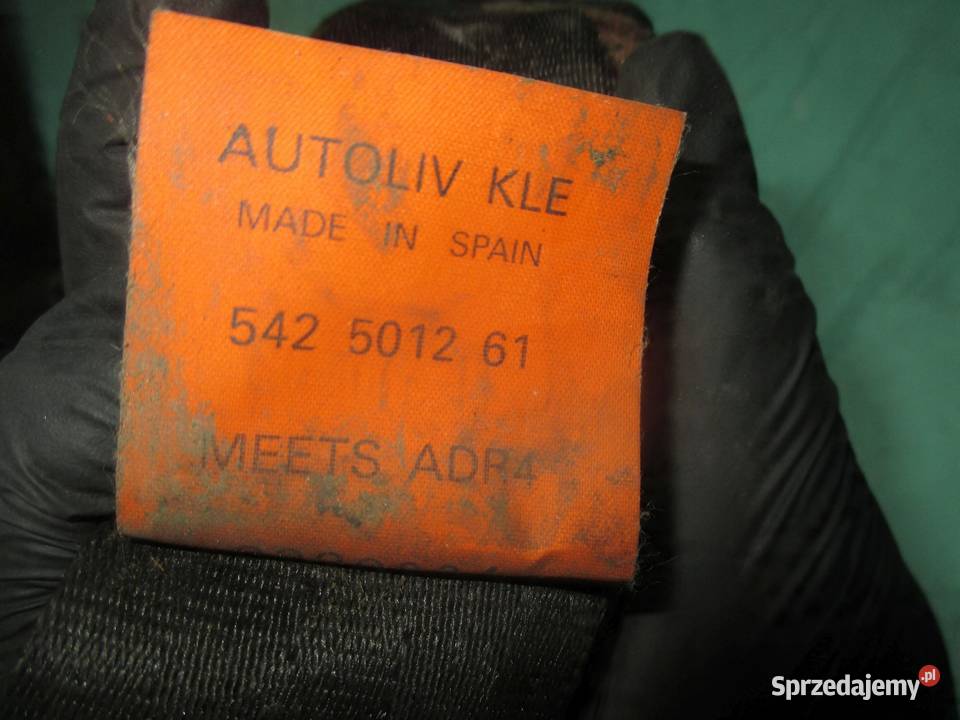 AUTOLIV KLE
MADE IN SPAIN
542 5012 61
MEETS ADR4
Sprzedajemy.pl